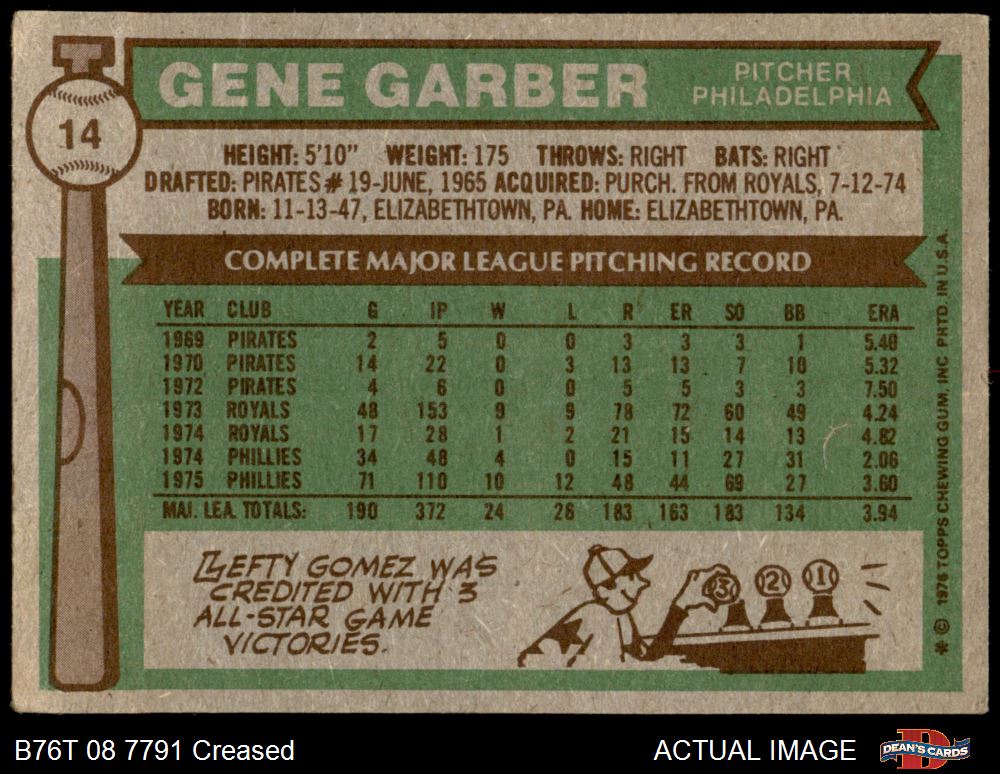 14
GENE GARBER
PITCHER
PHILADELPHIA
HEIGHT: 5'10" WEIGHT: 175 THROWS: RIGHT BATS: RIGHT
DRAFTED: PIRATES # 19-JUNE, 1965 ACQUIRED: PURCH. FROM ROYALS, 7-12-74
BORN: 11-13-47, ELIZABETHTOWN, PA. HOME: ELIZABETHTOWN, PA.
COMPLETE MAJOR LEAGUE PITCHING RECORD
YEAR CLUB G IP W L R ER SO BB ERA
1969 PIRATES 2 5 0 0 3 3 3 1 5.40
1970 PIRATES 14 22 0 3 13 13 7 10 5.32
1972 PIRATES 4 6 0 0 5 5 3 3 7.50
1973 ROYALS 48 153 9 9 78 72 60 49 4.24
1974 ROYALS 17 28 1 2 21 15 14 13 4.82
1974 PHILLIES 34 48 4 0 15 11 27 31 2.06
1975 PHILLIES 71 110 10 12 48 44 69 27 3.60
MAJ. LEA. TOTALS: 190 372 24 26 183 163 183 134 3.94
LEFTY GOMEZ WAS
CREDITED WITH 3
ALL-STAR GAME
VICTORIES.
3 2 1
* © 1976 TOPPS CHEWING GUM, INC. PRTD. IN U.S.A.
B76T 08 7791 Creased
ACTUAL IMAGE
DEAN'S CARDS